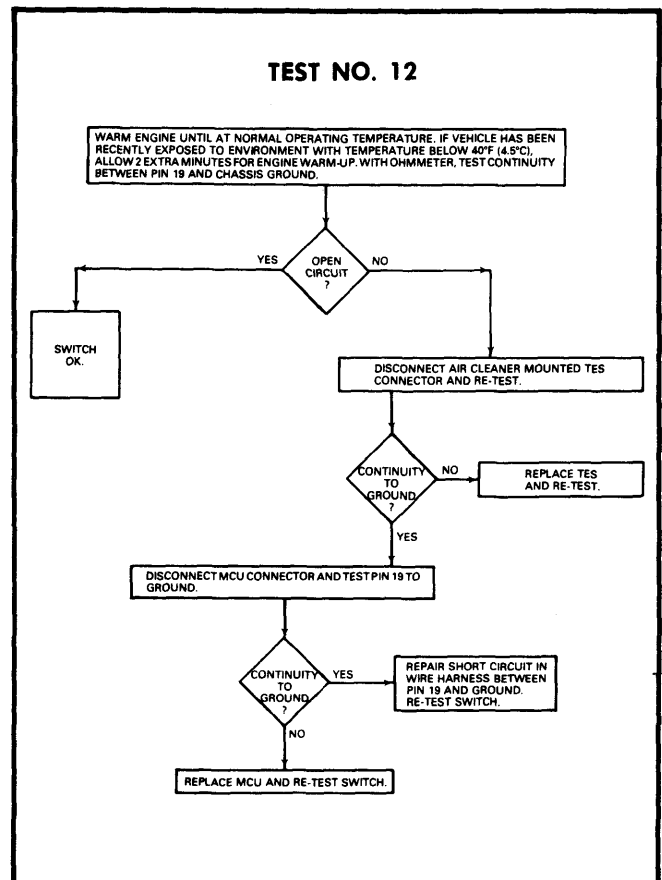 TEST NO. 12
WARM ENGINE UNTIL AT NORMAL OPERATING TEMPERATURE. IF VEHICLE HAS BEEN
RECENTLY EXPOSED TO ENVIRONMENT WITH TEMPERATURE BELOW 40°F (4.5°C),
ALLOW 2 EXTRA MINUTES FOR ENGINE WARM-UP. WITH OHMMETER, TEST CONTINUITY
BETWEEN PIN 19 AND CHASSIS GROUND.
YES
OPEN
CIRCUIT
?
NO
SWITCH
OK.
DISCONNECT AIR CLEANER MOUNTED TES
CONNECTOR AND RE-TEST.
CONTINUITY
TO
GROUND
?
NO
REPLACE TES
AND RE-TEST.
YES
DISCONNECT MCU CONNECTOR AND TEST PIN 19 TO
GROUND.
CONTINUITY
TO
GROUND
?
YES
REPAIR SHORT CIRCUIT IN
WIRE HARNESS BETWEEN
PIN 19 AND GROUND.
RE-TEST SWITCH.
NO
REPLACE MCU AND RE-TEST SWITCH.